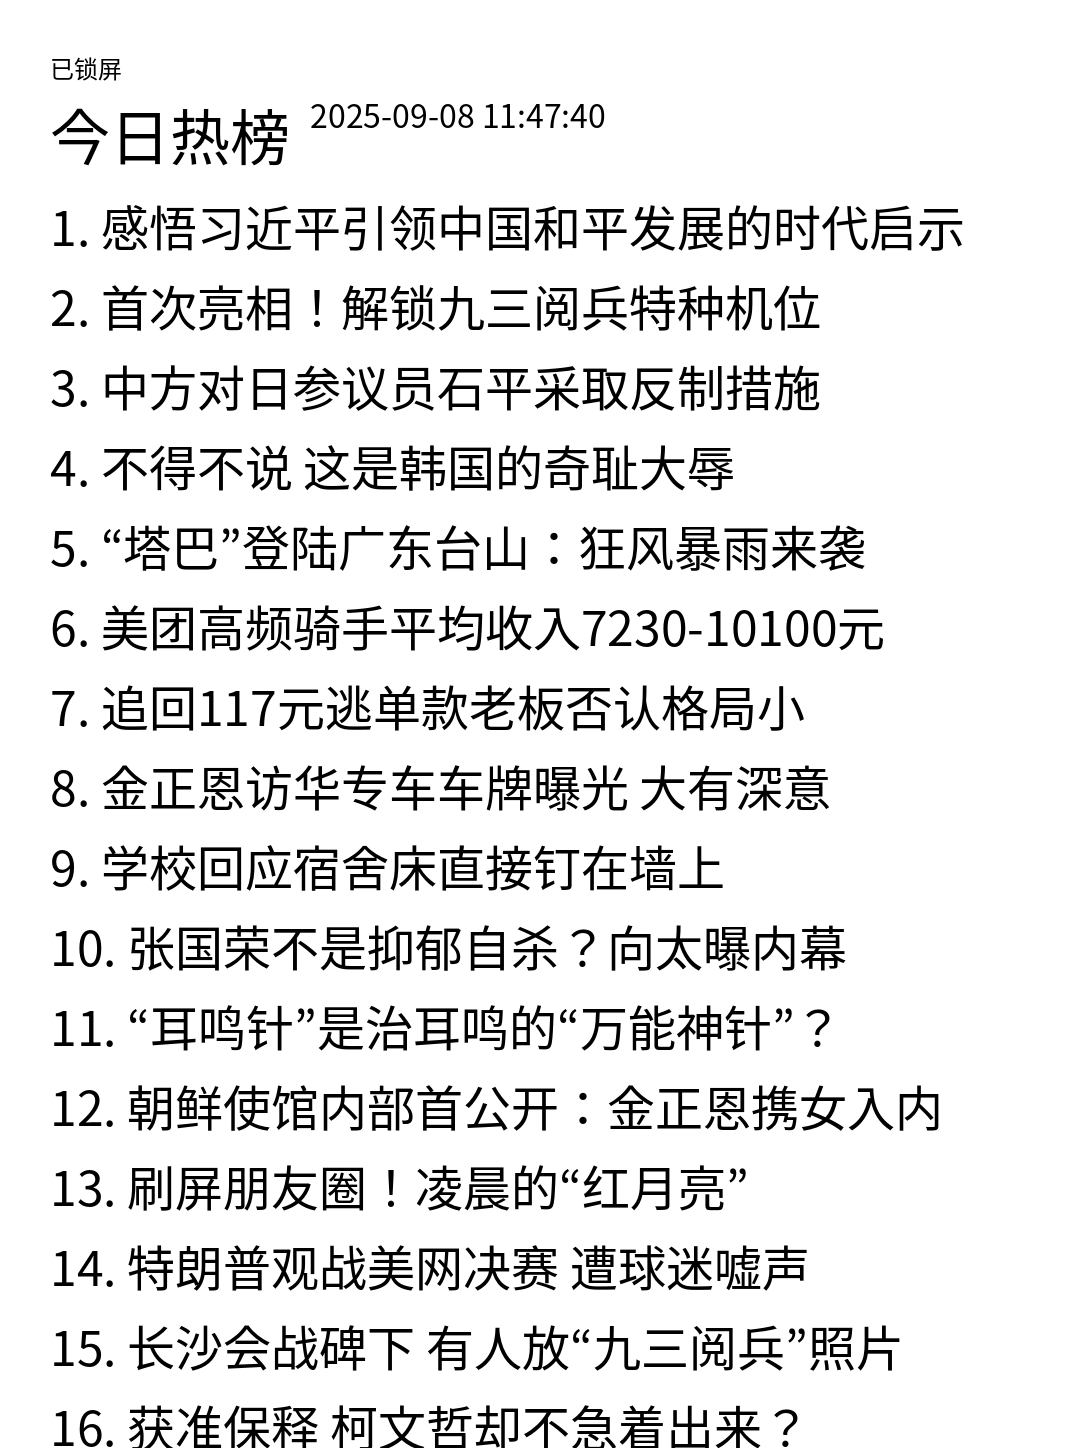 已锁屏
今日热榜 2025-09-08 11:47:40
1. 感悟习近平引领中国和平发展的时代启示
2. 首次亮相！解锁九三阅兵特种机位
3. 中方对日参议员石平采取反制措施
4. 不得不说 这是韩国的奇耻大辱
5. “塔巴”登陆广东台山：狂风暴雨来袭
6. 美团高频骑手平均收入7230-10100元
7. 追回117元逃单款老板否认格局小
8. 金正恩访华专车车牌曝光 大有深意
9. 学校回应宿舍床直接钉在墙上
10. 张国荣不是抑郁自杀？向太曝内幕
11. “耳鸣针”是治耳鸣的“万能神针”？
12. 朝鲜使馆内部首公开：金正恩携女入内
13. 刷屏朋友圈！凌晨的“红月亮”
14. 特朗普观战美网决赛 遭球迷嘘声
15. 长沙会战碑下 有人放“九三阅兵”照片
16. 获准保释 柯文哲却不急着出来？